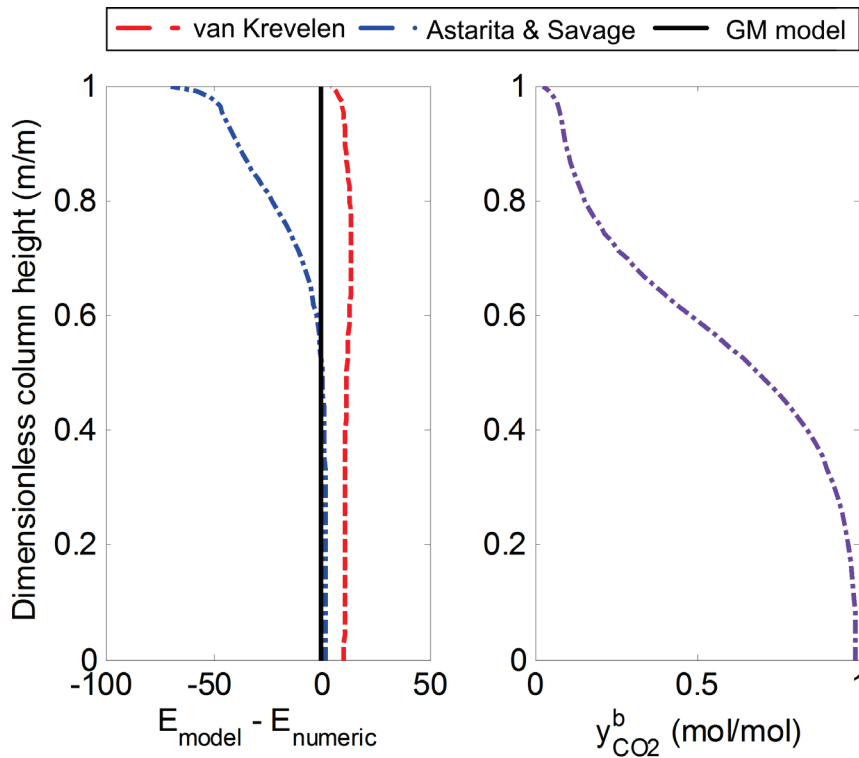 van Krevelen Astarita & Savage GM model
Dimensionless column height (m/m)
1
0.8
0.6
0.4
0.2
0
-100 -50 0 50
E_model - E_numeric
1
0.8
0.6
0.4
0.2
0
0 0.5 1
y^b_CO2 (mol/mol)